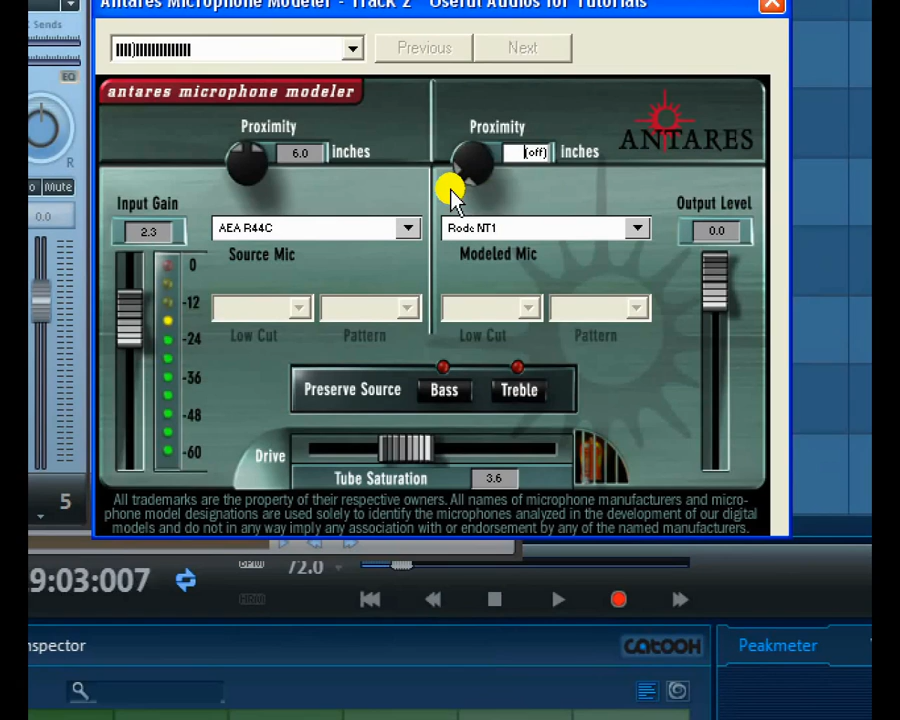 Antares Microphone Modeler - Track 2 "Useful Audios for Tutorials"
Sends
EQ
R
Mute
0.0
5
Previous
Next
antares microphone modeler
ANTARES
Proximity
6.0 inches
Proximity
(off) inches
Input Gain
2.3
AEA R44C
Source Mic
Rode NT1
Modeled Mic
Output Level
0.0
0
-12
-24
-36
-48
-60
Low Cut
Pattern
Low Cut
Pattern
Preserve Source
Bass
Treble
Drive
Tube Saturation
3.6
All trademarks are the property of their respective owners. All names of microphone manufacturers and micro-
phone model designations are used solely to identify the microphones analyzed in the development of our digital
models and do not in any way imply any association with or endorsement by any of the named manufacturers.
9:03:007
BPM
72.0
HRM
nspector
catooh
Peakmeter